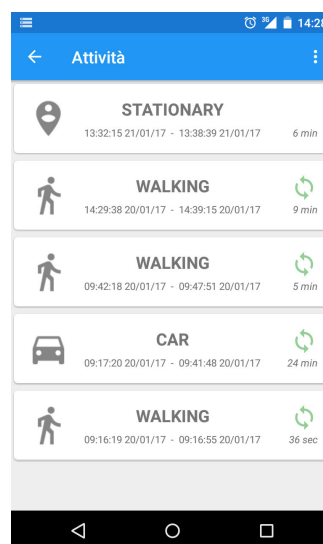 3G 14:28
Attività
STATIONARY
13:32:15 21/01/17 - 13:38:39 21/01/17 6 min
WALKING
14:29:38 20/01/17 - 14:39:15 20/01/17 9 min
WALKING
09:42:18 20/01/17 - 09:47:51 20/01/17 5 min
CAR
09:17:20 20/01/17 - 09:41:48 20/01/17 24 min
WALKING
09:16:19 20/01/17 - 09:16:55 20/01/17 36 sec